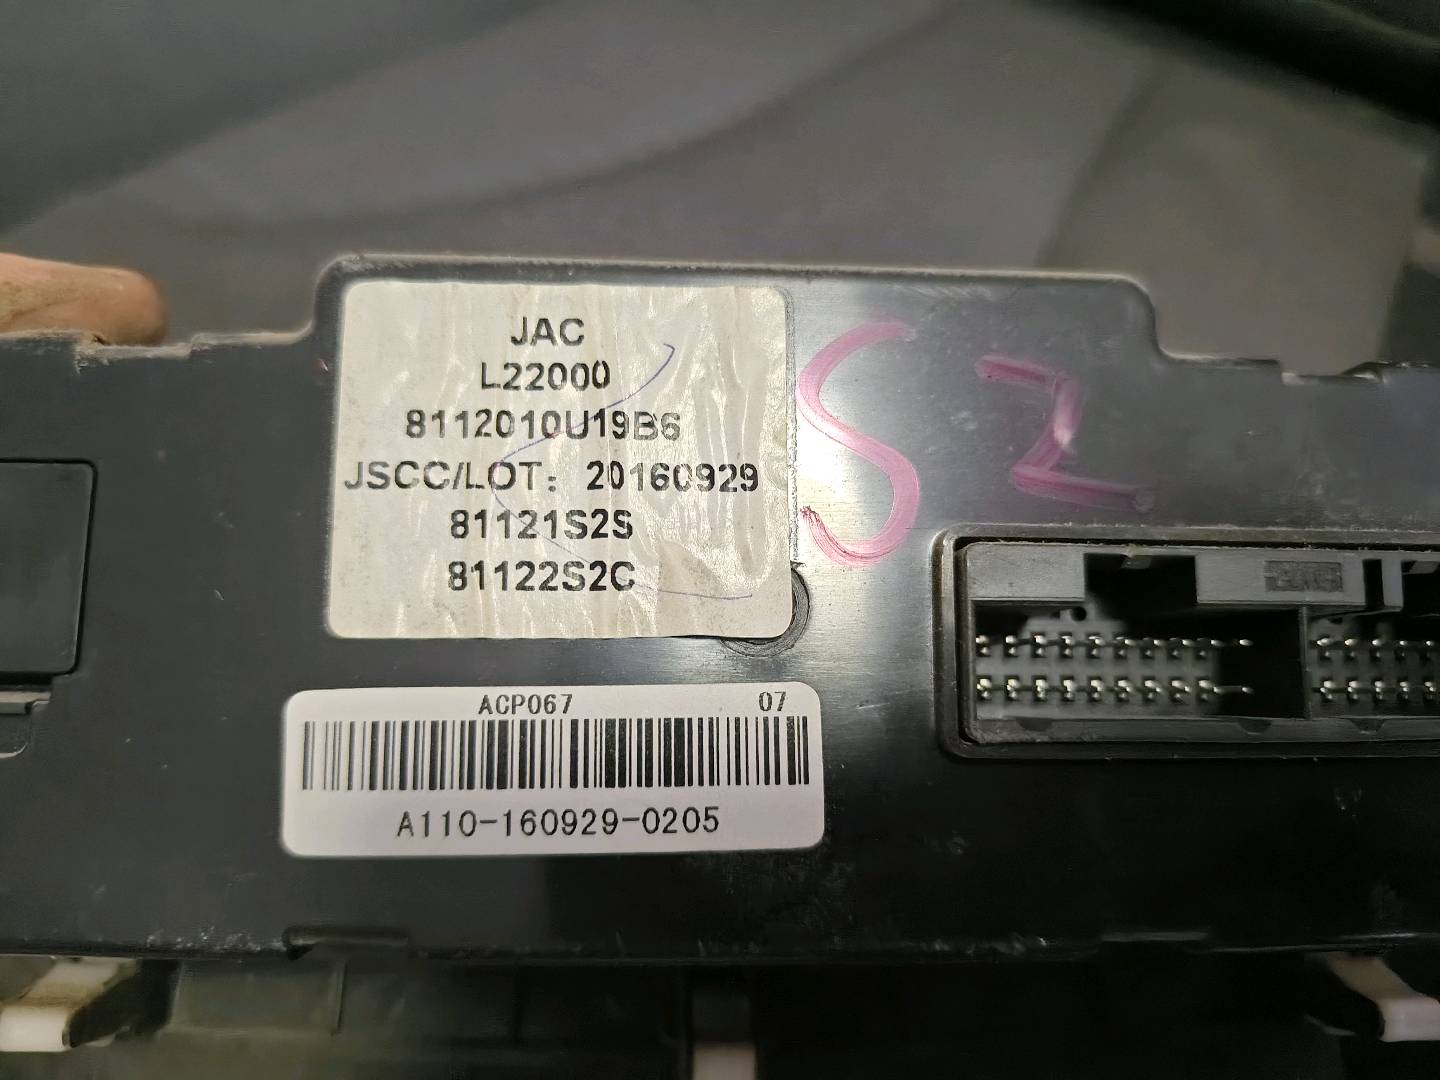 JAC
L22000
8112010U19B6
JSCC/LOT: 20160929
81121S2S
81122S2C
S2
ACP067 07
A110-160929-0205